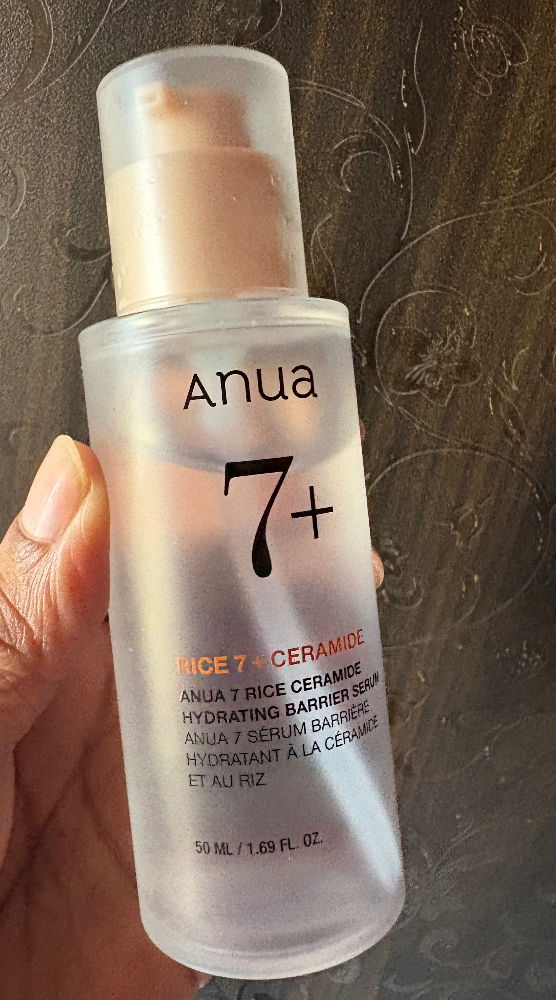 Anua
7+
RICE 7 + CERAMIDE
ANUA 7 RICE CERAMIDE
HYDRATING BARRIER SERUM
ANUA 7 SÉRUM BARRIÈRE
HYDRATANT À LA CÉRAMIDE
ET AU RIZ
50 ML / 1.69 FL. OZ.